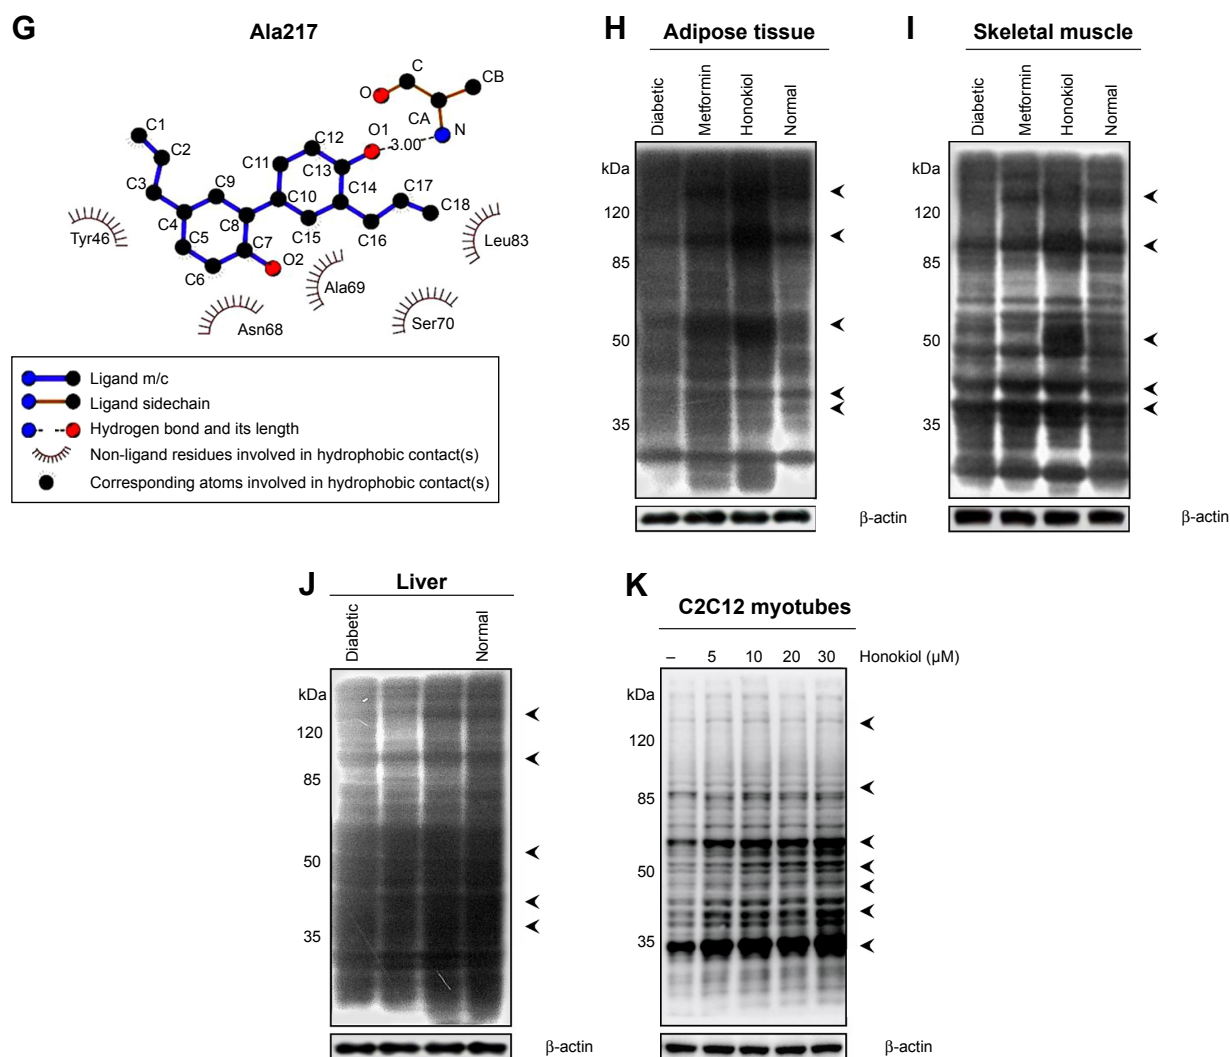 G
Ala217
C
CB
O
CA
N
O1
3.00
C12
C13
C11
C1
C2
C3
C9
C10
C14
C17
C18
C4
C8
C15
C16
C5
C7
C6
O2
Tyr46
Leu83
Ala69
Asn68
Ser70
Ligand m/c
Ligand sidechain
Hydrogen bond and its length
Non-ligand residues involved in hydrophobic contact(s)
Corresponding atoms involved in hydrophobic contact(s)
H
Adipose tissue
Diabetic
Metformin
Honokiol
Normal
kDa
120
85
50
35
β-actin
I
Skeletal muscle
Diabetic
Metformin
Honokiol
Normal
kDa
120
85
50
35
β-actin
J
Liver
Diabetic
Normal
kDa
120
85
50
35
β-actin
K
C2C12 myotubes
– 5 10 20 30 Honokiol (µM)
kDa
120
85
50
35
β-actin